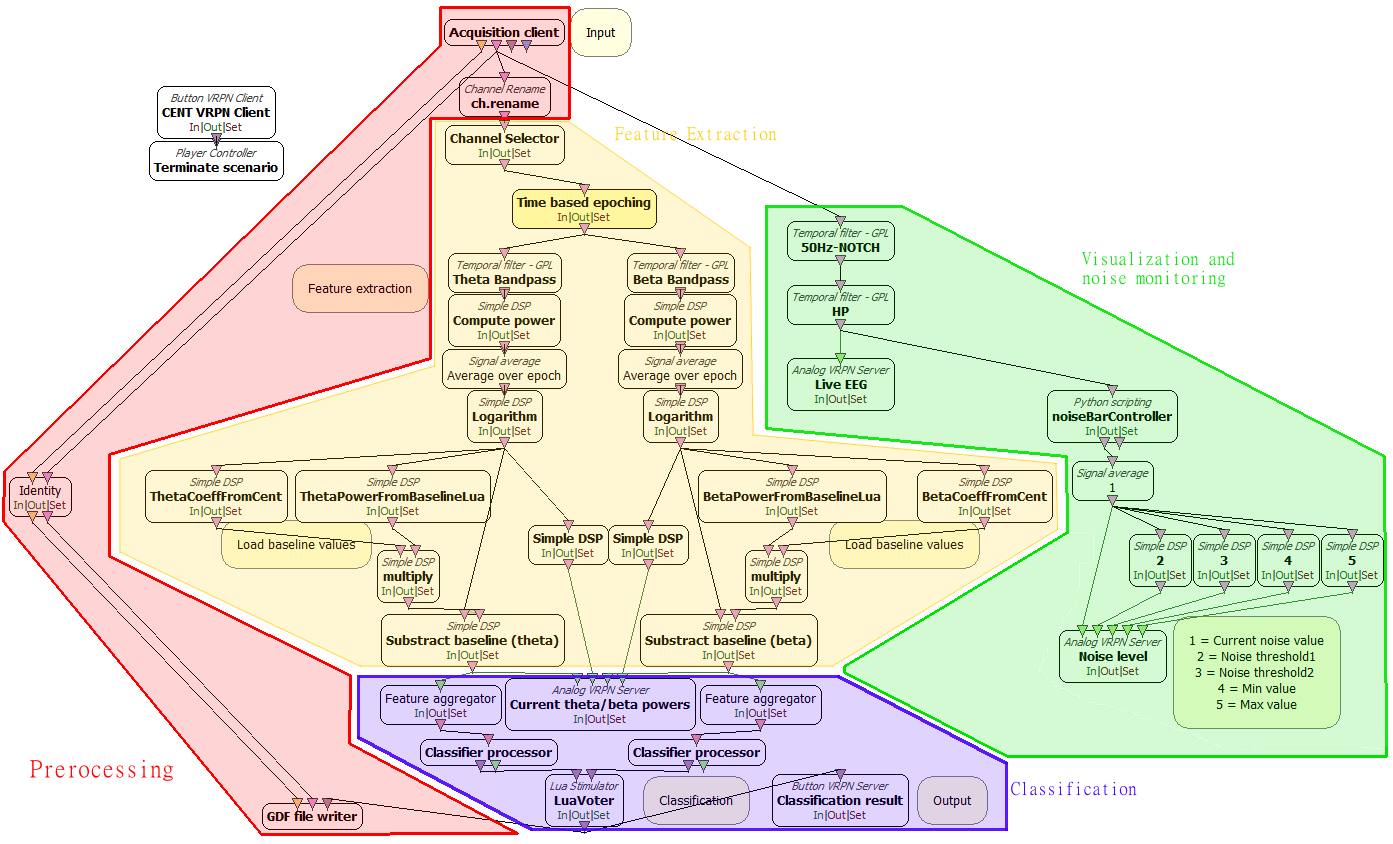 Acquisition client
Input
Channel Rename
ch.rename
Button VRPN Client
CENT VRPN Client
In|Out|Set
Player Controller
Terminate scenario
Feature Extraction
Channel Selector
In|Out|Set
Time based epoching
In|Out|Set
Temporal filter - GPL
50Hz-NOTCH
In|Out|Set
Visualization and
noise monitoring
Temporal filter - GPL
Theta Bandpass
In|Out|Set
Temporal filter - GPL
Beta Bandpass
In|Out|Set
Feature extraction
Temporal filter - GPL
HP
In|Out|Set
Simple DSP
Compute power
In|Out|Set
Simple DSP
Compute power
In|Out|Set
Signal average
Average over epoch
Signal average
Average over epoch
Analog VRPN Server
Live EEG
In|Out|Set
Simple DSP
Logarithm
In|Out|Set
Simple DSP
Logarithm
In|Out|Set
Python scripting
noiseBarController
In|Out|Set
Signal average
1
Identity
In|Out|Set
Simple DSP
ThetaCoeffFromCent
In|Out|Set
Simple DSP
ThetaPowerFromBaselineLua
In|Out|Set
Simple DSP
BetaPowerFromBaselineLua
In|Out|Set
Simple DSP
BetaCoeffFromCent
In|Out|Set
Load baseline values
Simple DSP
In|Out|Set
Simple DSP
In|Out|Set
Load baseline values
Simple DSP
2
In|Out|Set
Simple DSP
3
In|Out|Set
Simple DSP
4
In|Out|Set
Simple DSP
5
In|Out|Set
Simple DSP
multiply
In|Out|Set
Simple DSP
multiply
In|Out|Set
Simple DSP
Substract baseline (theta)
In|Out|Set
Simple DSP
Substract baseline (beta)
In|Out|Set
Analog VRPN Server
Noise level
In|Out|Set
1 = Current noise value
2 = Noise threshold1
3 = Noise threshold2
4 = Min value
5 = Max value
Feature aggregator
In|Out|Set
Analog VRPN Server
Current theta/beta powers
In|Out|Set
Feature aggregator
In|Out|Set
Classifier processor
Classifier processor
Prerocessing
Classification
Lua Stimulator
LuaVoter
In|Out|Set
Classification
Button VRPN Server
Classification result
In|Out|Set
Output
GDF file writer